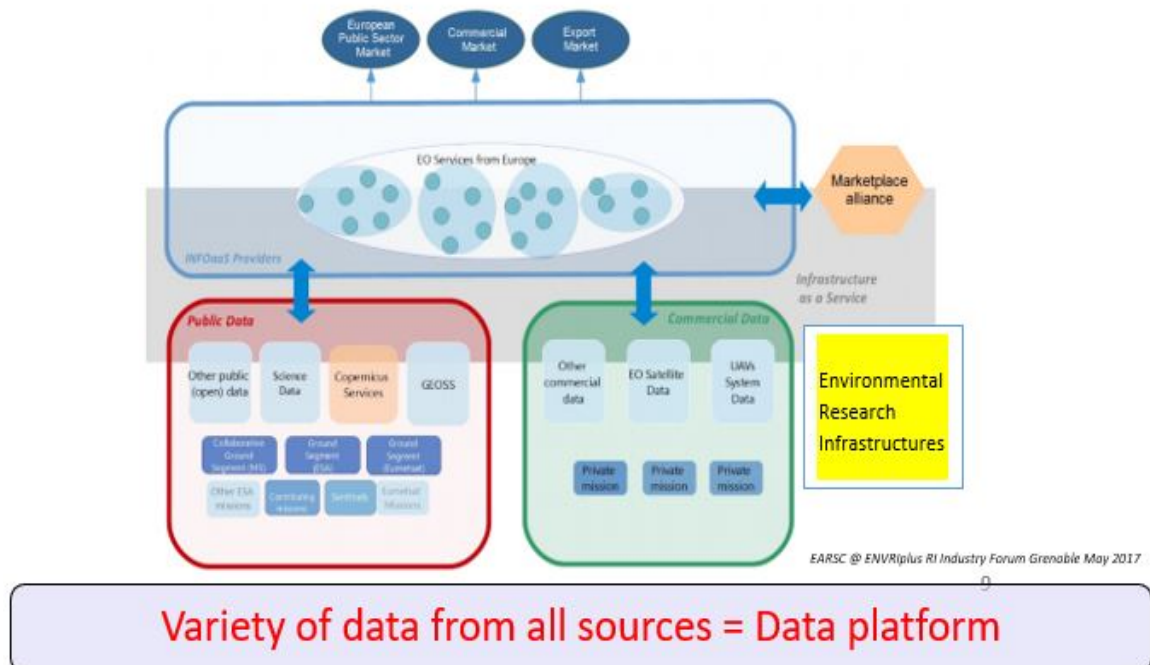 European
Public Sector
Market
Commercial
Market
Export
Market
EO Services from Europe
Marketplace
alliance
INFOaaS Providers
Infrastructure
as a Service
Public Data
Commercial Data
Other public
(open) data
Science
Data
Copernicus
Services
GEOSS
Other
commercial
data
EO Satellite
Data
UAVs
System
Data
Environmental
Research
Infrastructures
Collaborative
Ground
Segment (MS)
Ground
Segment
(ESA)
Ground
Segment
(Eumetsat)
Other ESA
missions
Contributing
missions
Sentinels
Eumetsat
Missions
Private
mission
Private
mission
Private
mission
EARSC @ ENVRIplus RI Industry Forum Grenoble May 2017
9
Variety of data from all sources = Data platform